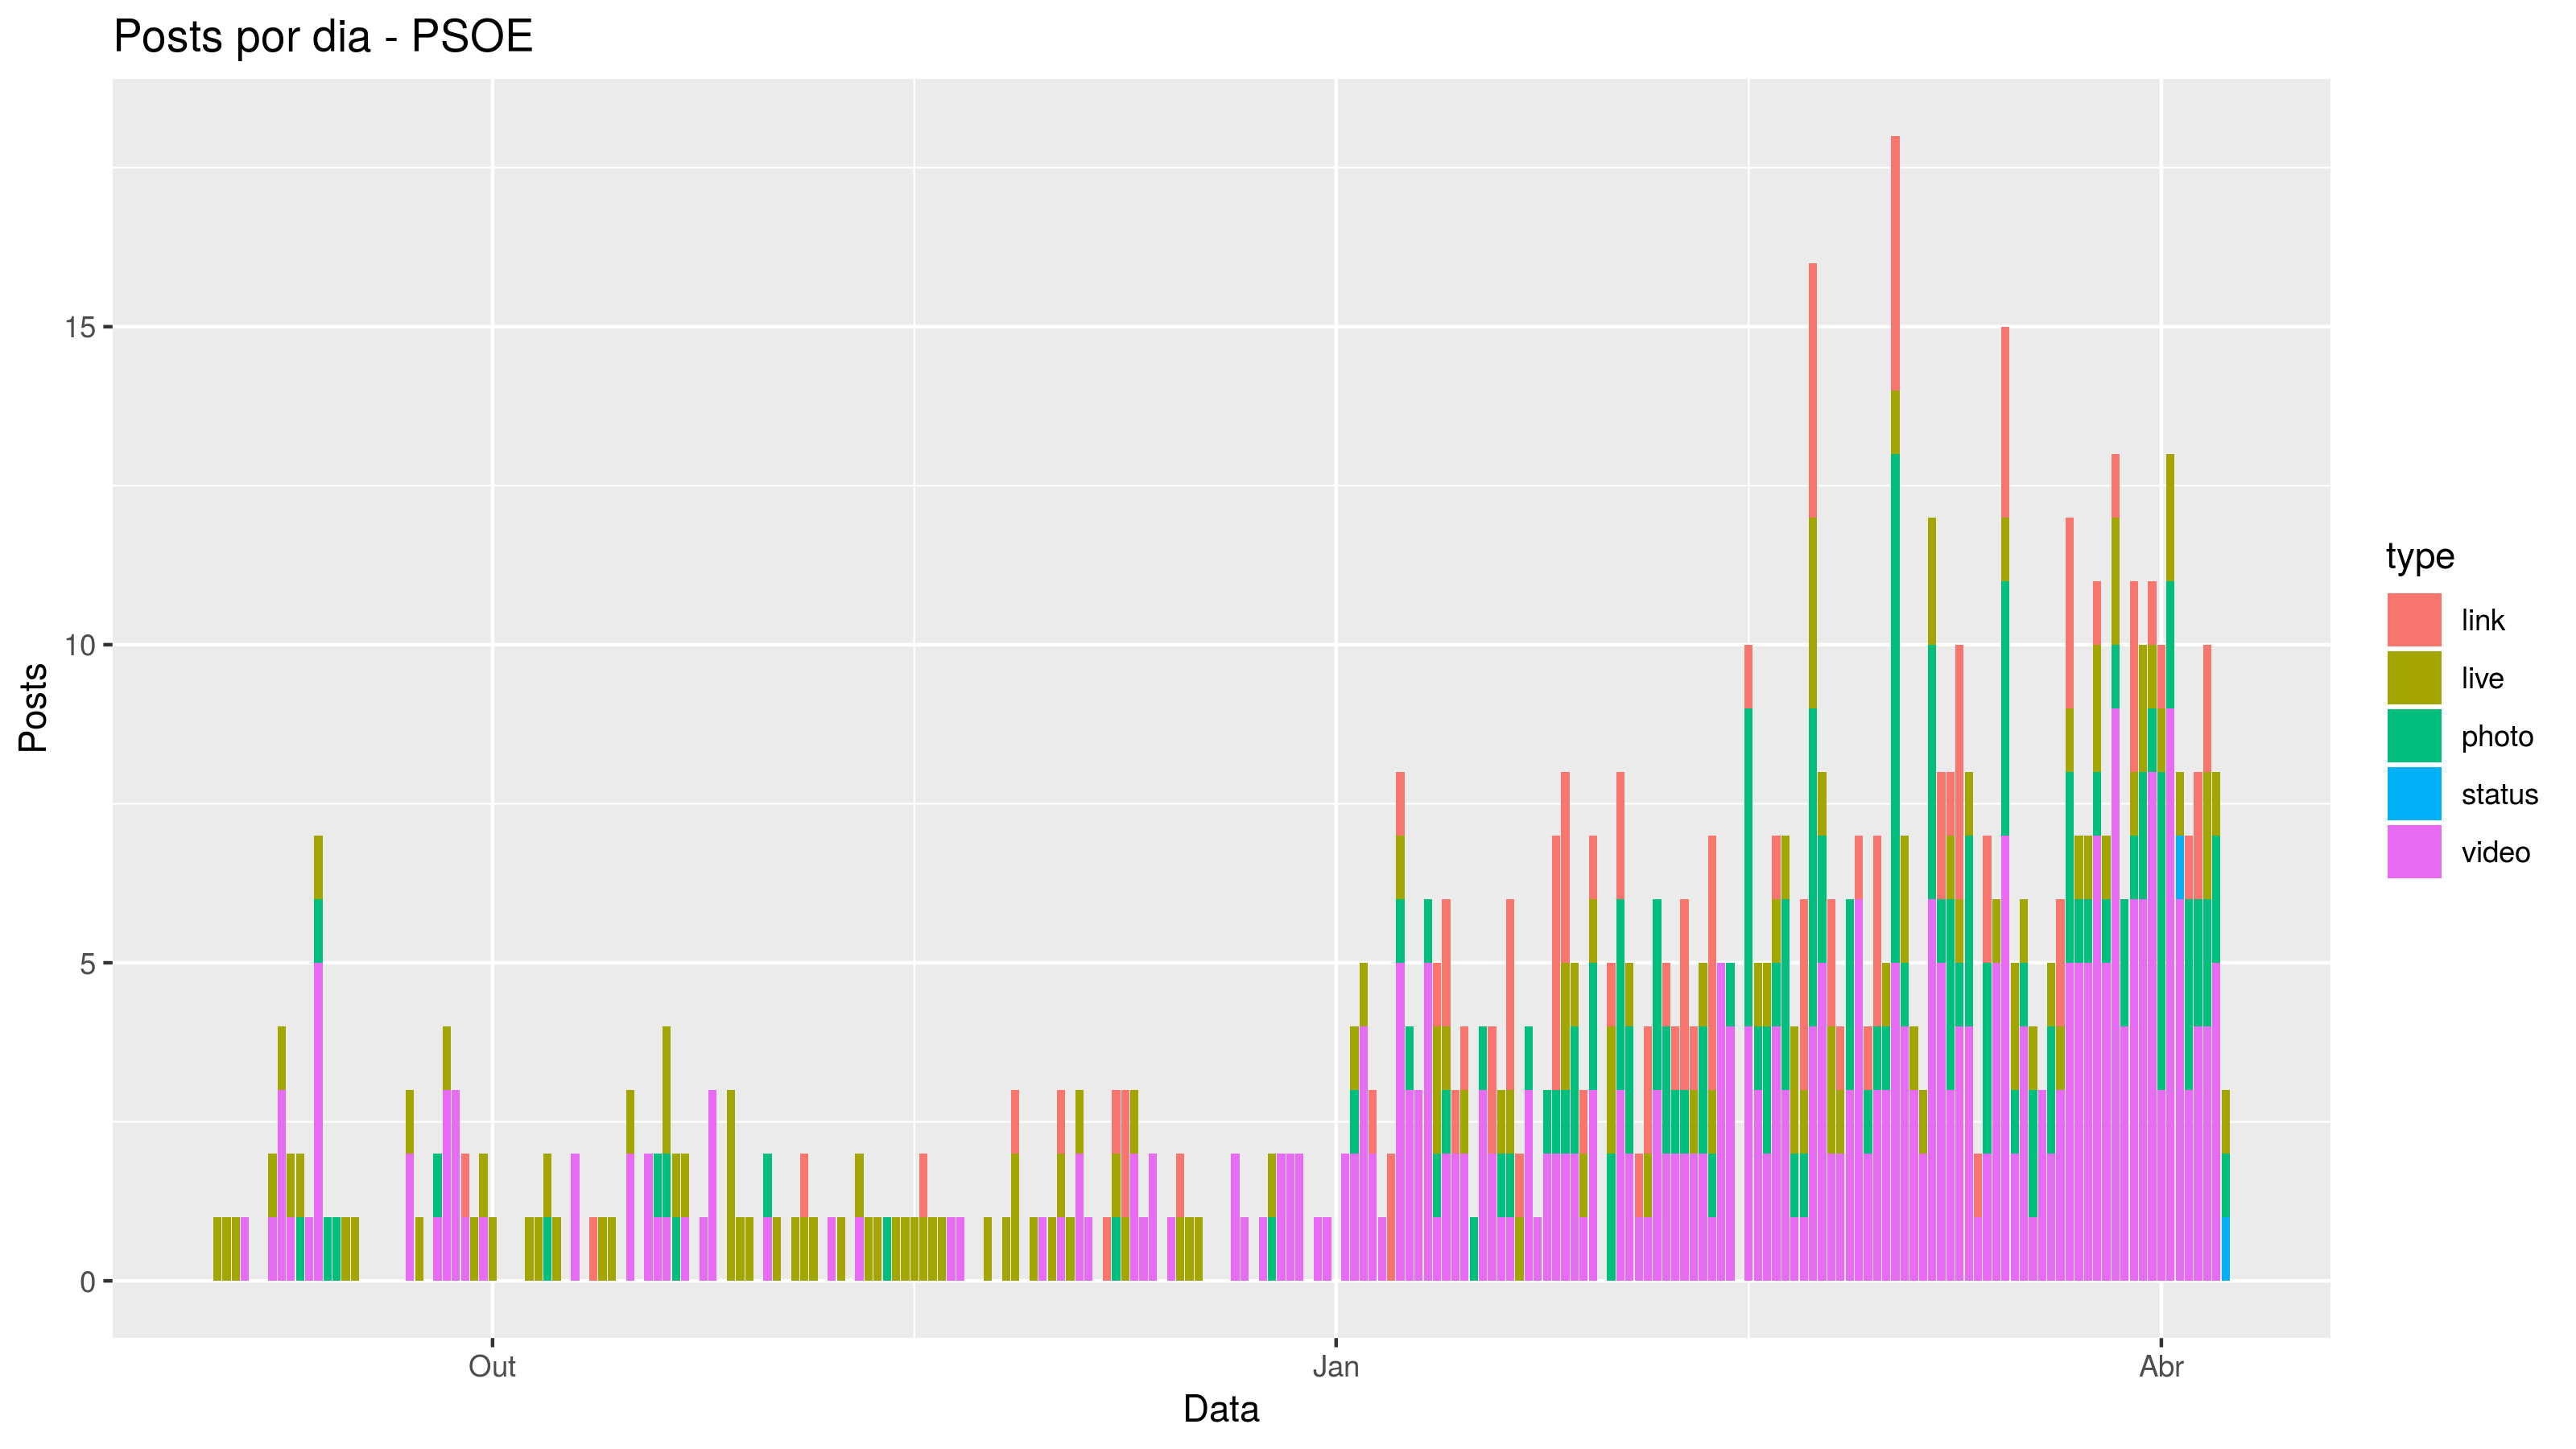 Posts por dia - PSOE
Posts
15
10
5
0
Out
Jan
Abr
Data
type
link
live
photo
status
video